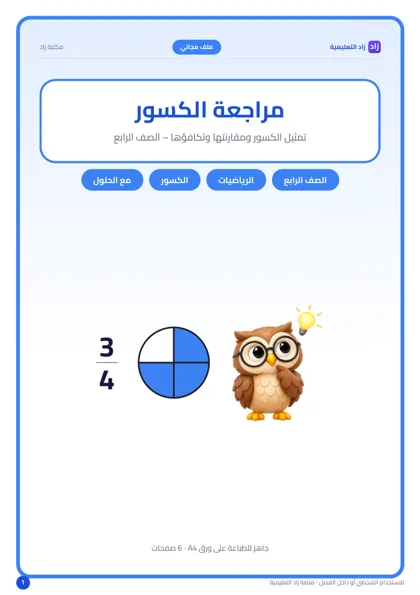 زاد زاد التعليمية
ملف مجاني
مكتبة زاد
مراجعة الكسور
تمثيل الكسور ومقارنتها وتكافؤها – الصف الرابع
الصف الرابع
الرياضيات
الكسور
مع الحلول
3
4
جاهز للطباعة على ورق A4 · 6 صفحات
للاستخدام الشخصي أو داخل الفصل · منصة زاد التعليمية
1